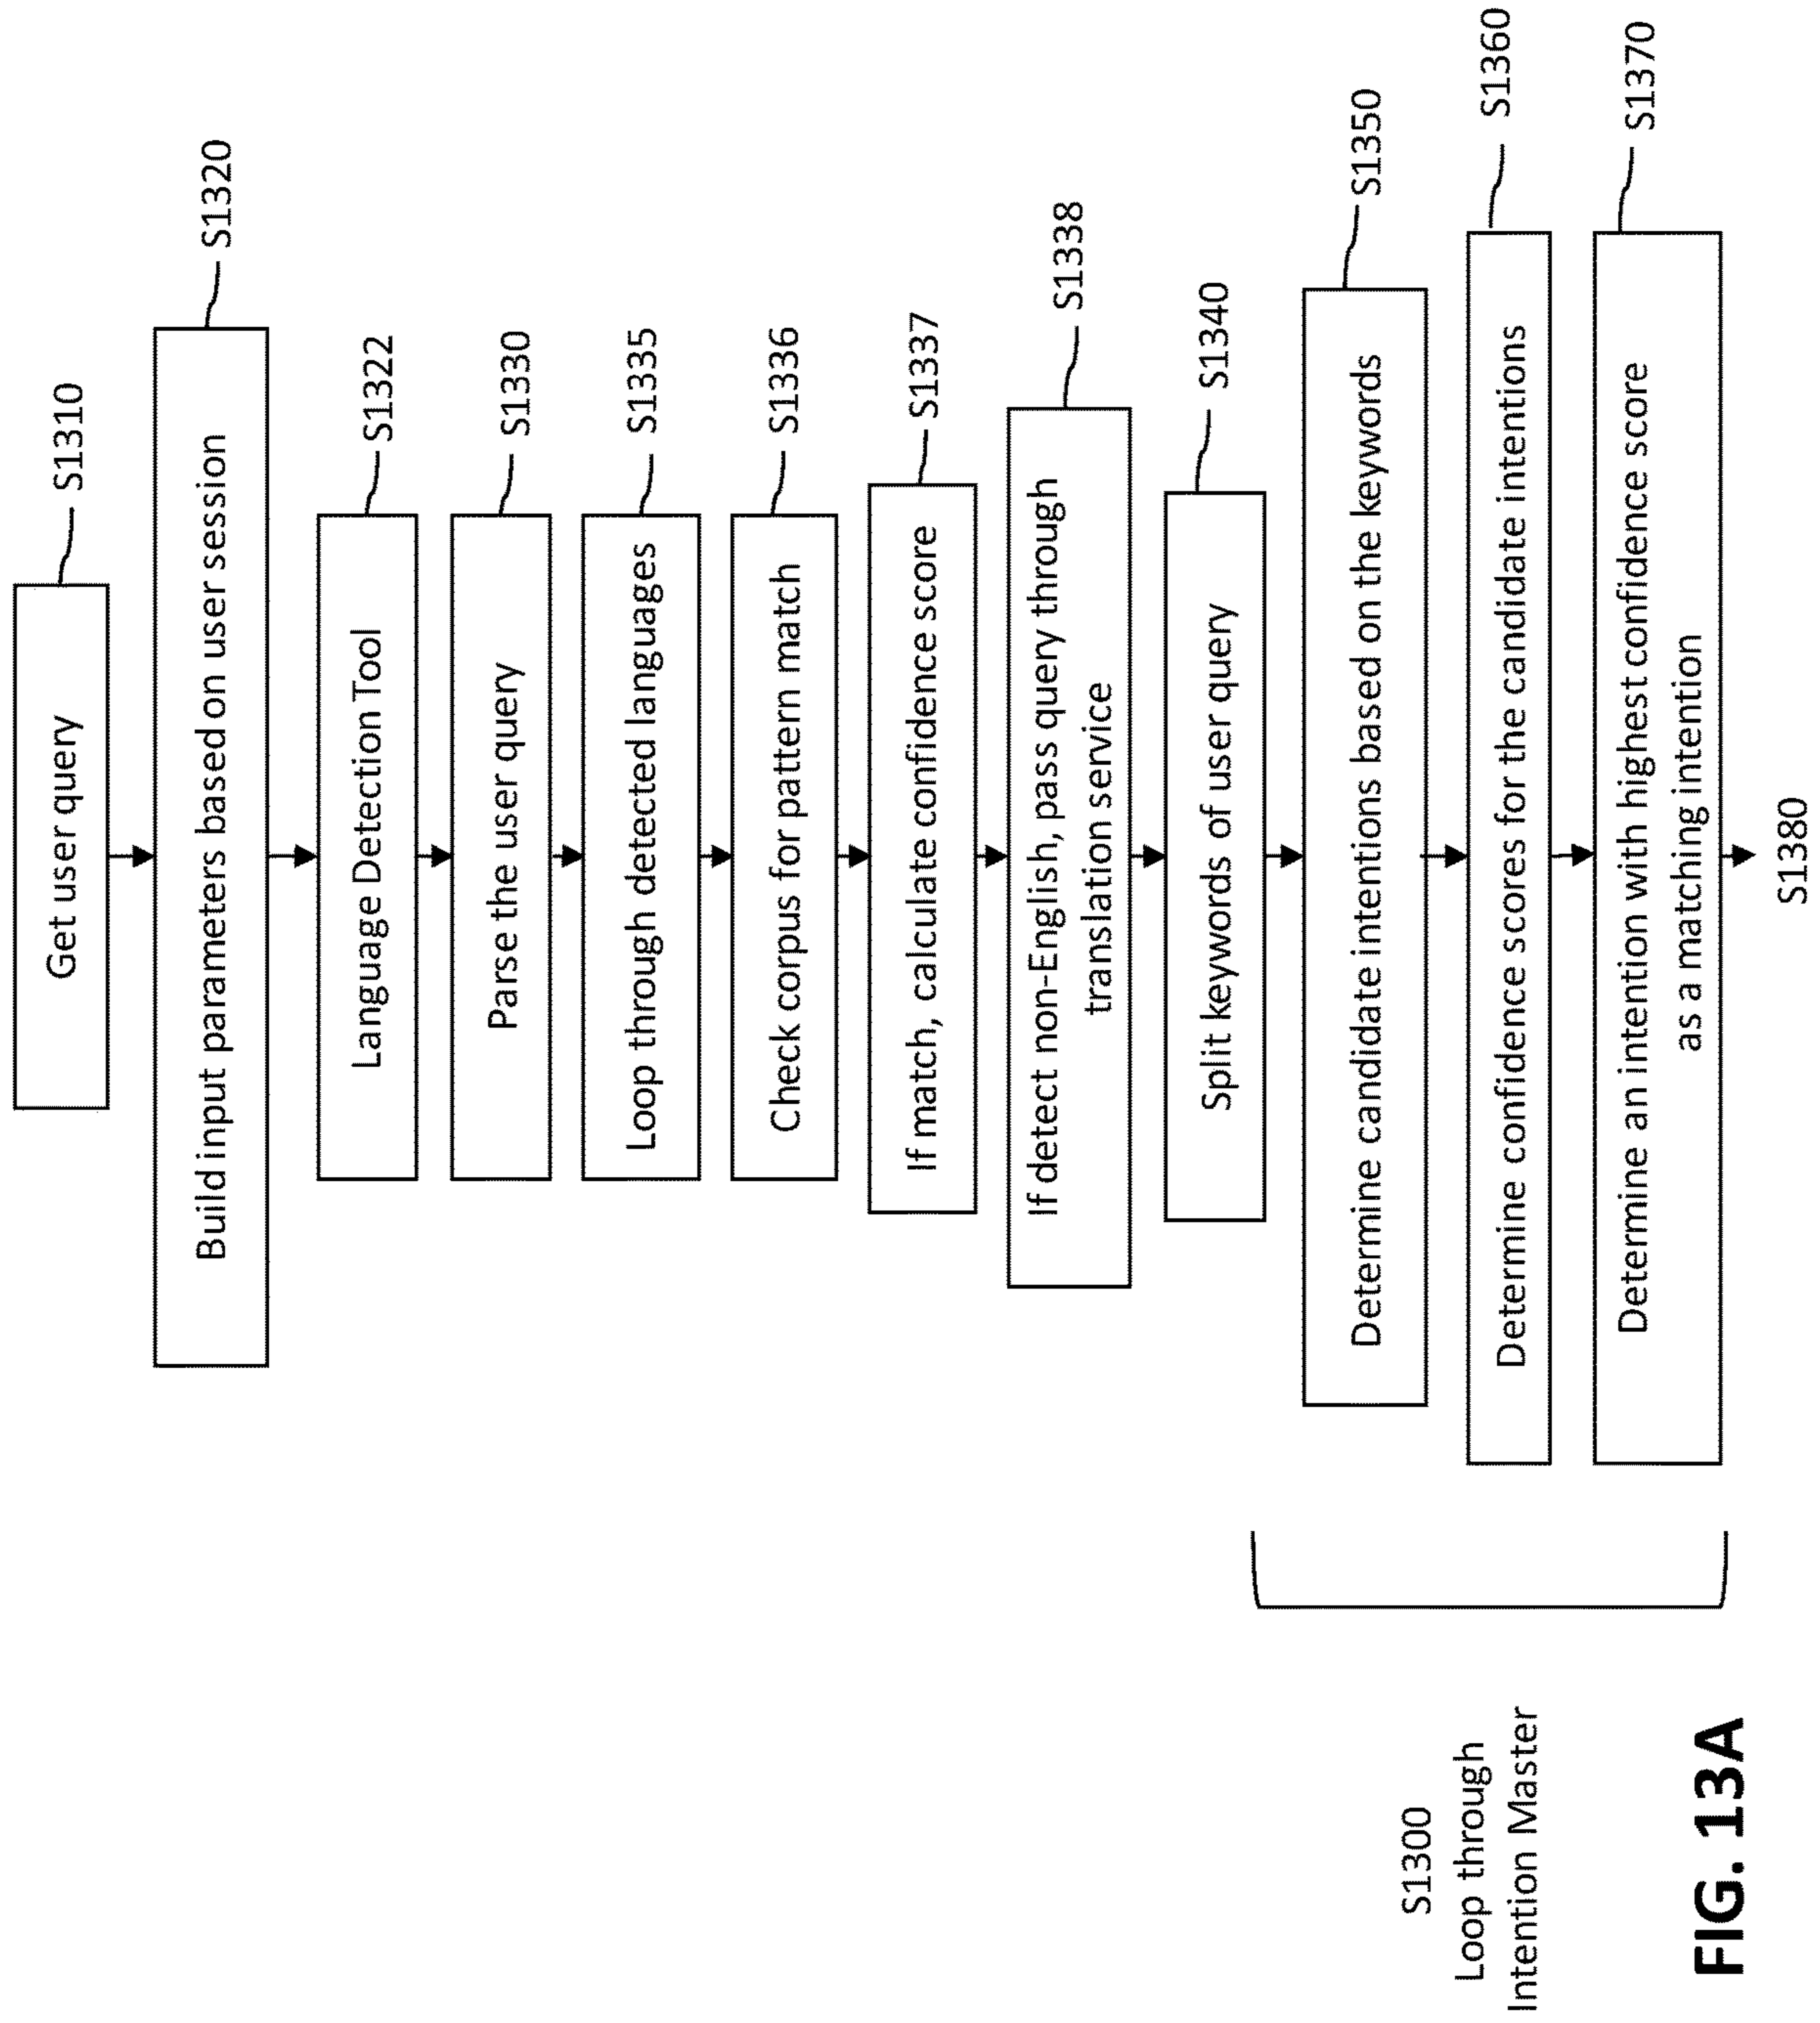 Get user query
S1310
Build input parameters based on user session
S1320
Language Detection Tool
S1322
Parse the user query
S1330
Loop through detected languages
S1335
Check corpus for pattern match
S1336
If match, calculate confidence score
S1337
If detect non-English, pass query through
translation service
S1338
Split keywords of user query
S1340
Determine candidate intentions based on the keywords
S1350
Determine confidence scores for the candidate intentions
S1360
Determine an intention with highest confidence score
as a matching intention
S1370
S1380
S1300
Loop through
Intention Master
FIG. 13A